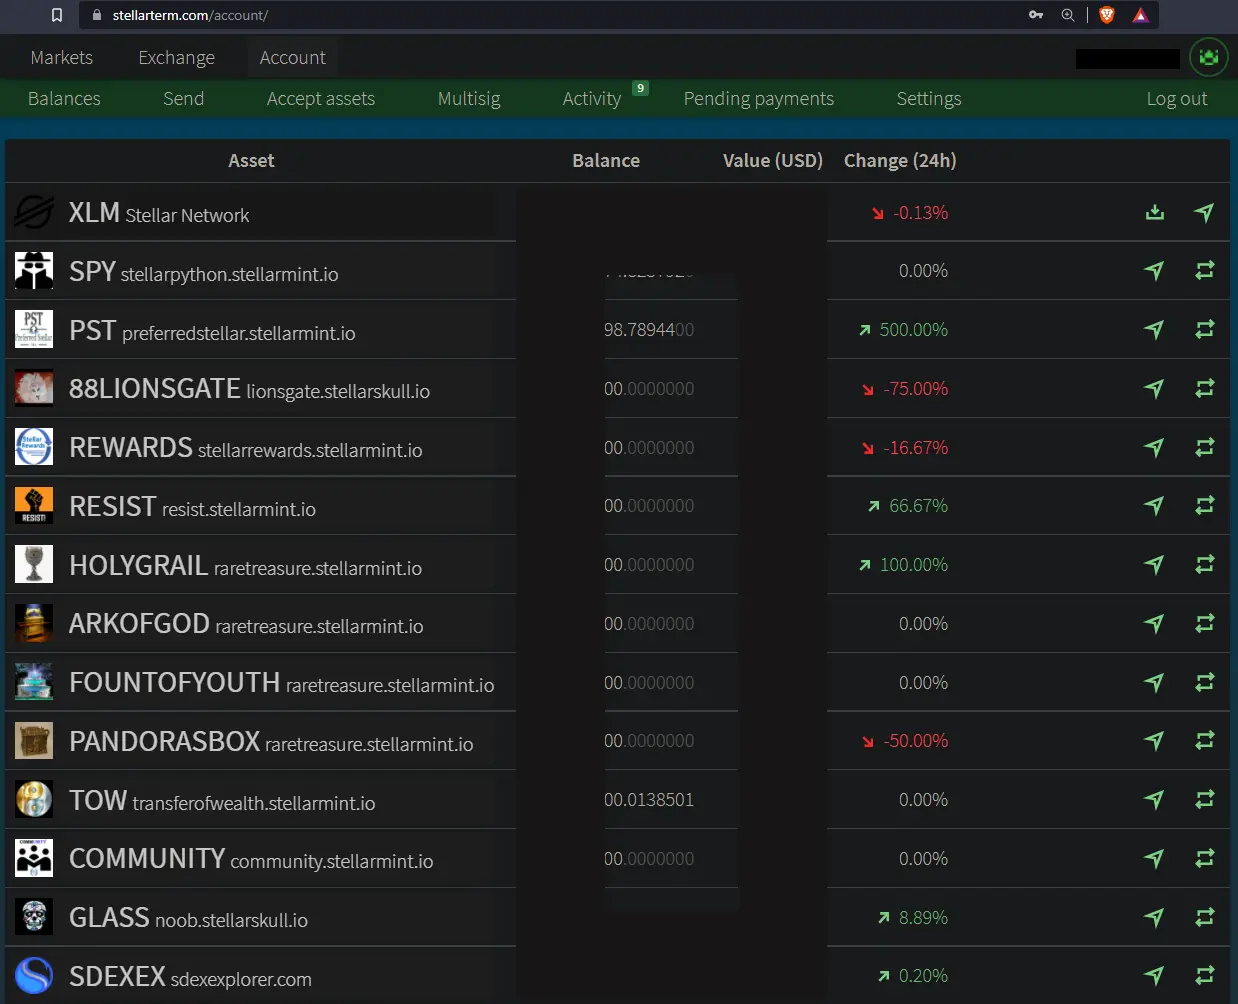 stellarterm.com/account/
Markets Exchange Account
Balances Send Accept assets Multisig Activity 9 Pending payments Settings Log out
Asset Balance Value (USD) Change (24h)
XLM Stellar Network -0.13%
SPY stellarpython.stellarmint.io 0.00%
PST preferredstellar.stellarmint.io 98.7894400 500.00%
88LIONSGATE lionsgate.stellarskull.io 00.0000000 -75.00%
REWARDS stellarrewards.stellarmint.io 00.0000000 -16.67%
RESIST resist.stellarmint.io 00.0000000 66.67%
HOLYGRAIL raretreasure.stellarmint.io 00.0000000 100.00%
ARKOFGOD raretreasure.stellarmint.io 00.0000000 0.00%
FOUNTOFYOUTH raretreasure.stellarmint.io 00.0000000 0.00%
PANDORASBOX raretreasure.stellarmint.io 00.0000000 -50.00%
TOW transferofwealth.stellarmint.io 00.0138501 0.00%
COMMUNITY community.stellarmint.io 00.0000000 0.00%
GLASS noob.stellarskull.io 8.89%
SDEXEX sdexexplorer.com 0.20%